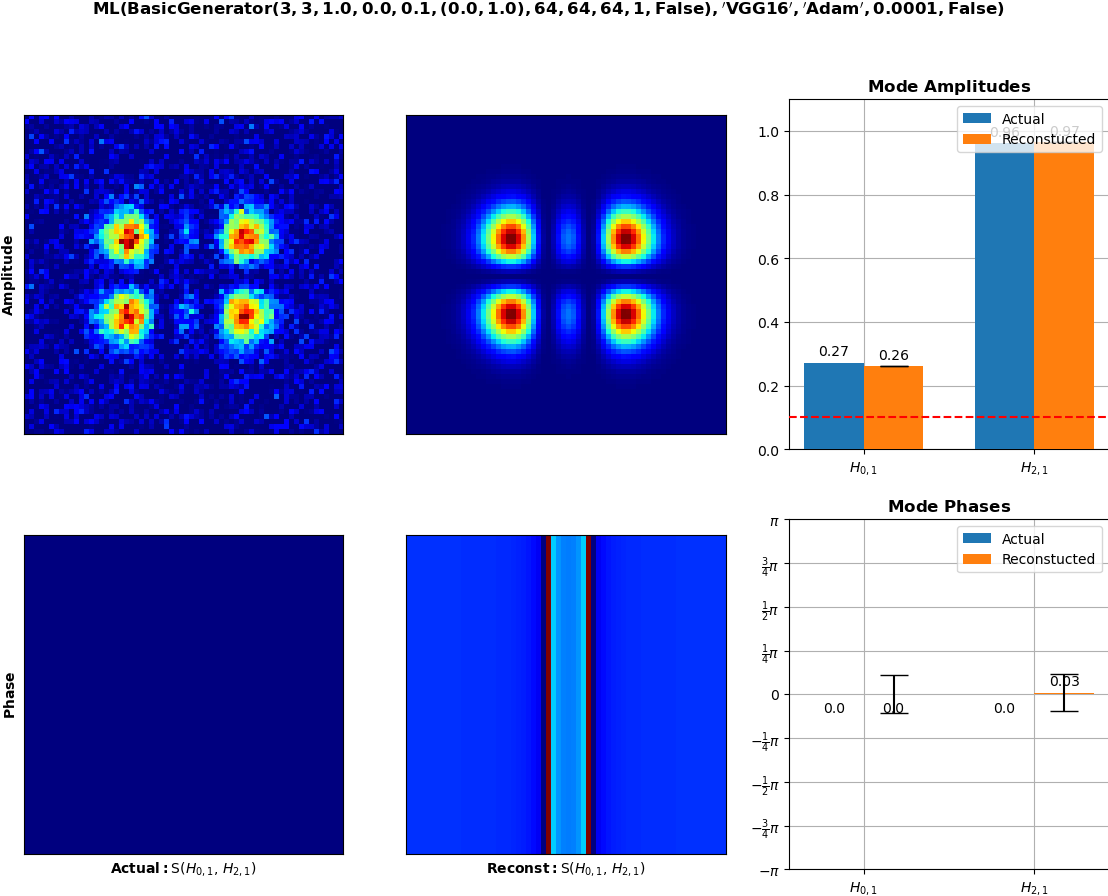 ML(BasicGenerator(3, 3, 1.0, 0.0, 0.1, (0.0, 1.0), 64, 64, 64, 1, False), ′VGG16′, ′Adam′, 0.0001, False)
Amplitude
Mode Amplitudes
Actual
Reconstucted
0.96
0.97
1.0
0.8
0.6
0.4
0.2
0.0
0.27
0.26
H0, 1
H2, 1
Phase
Actual: S(H0, 1, H2, 1)
Reconst: S(H0, 1, H2, 1)
Mode Phases
Actual
Reconstucted
π
3/4π
1/2π
1/4π
0
−1/4π
−1/2π
−3/4π
−π
0.0
0.0
0.0
0.03
H0, 1
H2, 1